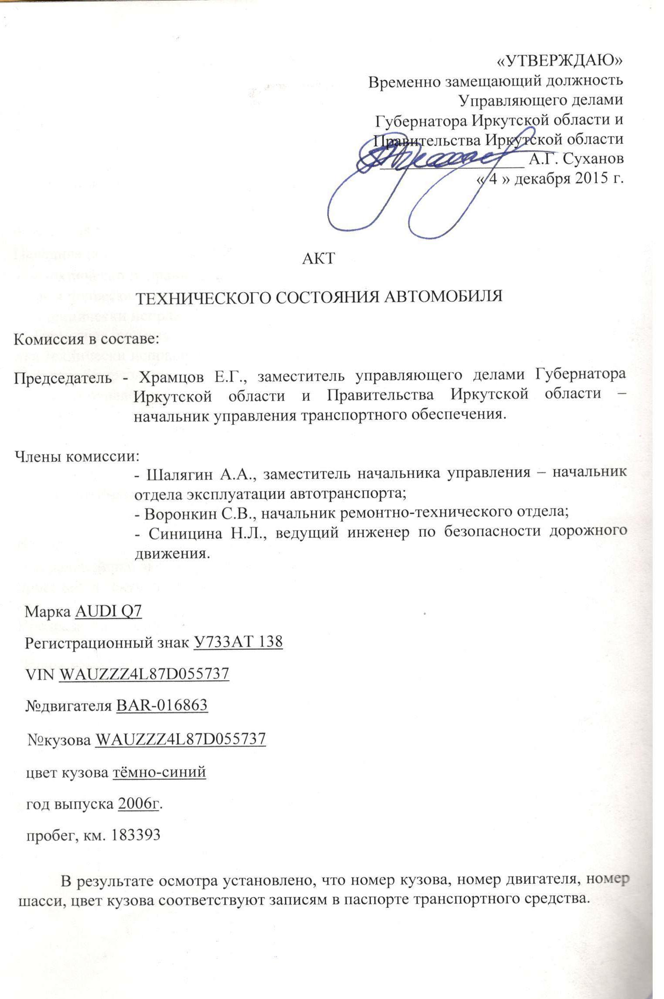 «УТВЕРЖДАЮ»
Временно замещающий должность
Управляющего делами
Губернатора Иркутской области и
Правительства Иркутской области
А.Г. Суханов
« 4 » декабря 2015 г.
АКТ
ТЕХНИЧЕСКОГО СОСТОЯНИЯ АВТОМОБИЛЯ
Комиссия в составе:
Председатель - Храмцов Е.Г., заместитель управляющего делами Губернатора
Иркутской области и Правительства Иркутской области –
начальник управления транспортного обеспечения.
Члены комиссии:
- Шалягин А.А., заместитель начальника управления – начальник
отдела эксплуатации автотранспорта;
- Воронкин С.В., начальник ремонтно-технического отдела;
- Синицина Н.Л., ведущий инженер по безопасности дорожного
движения.
Марка AUDI Q7
Регистрационный знак У733АТ 138
VIN WAUZZZ4L87D055737
№двигателя BAR-016863
№кузова WAUZZZ4L87D055737
цвет кузова тёмно-синий
год выпуска 2006г.
пробег, км. 183393
В результате осмотра установлено, что номер кузова, номер двигателя, номер
шасси, цвет кузова соответствуют записям в паспорте транспортного средства.